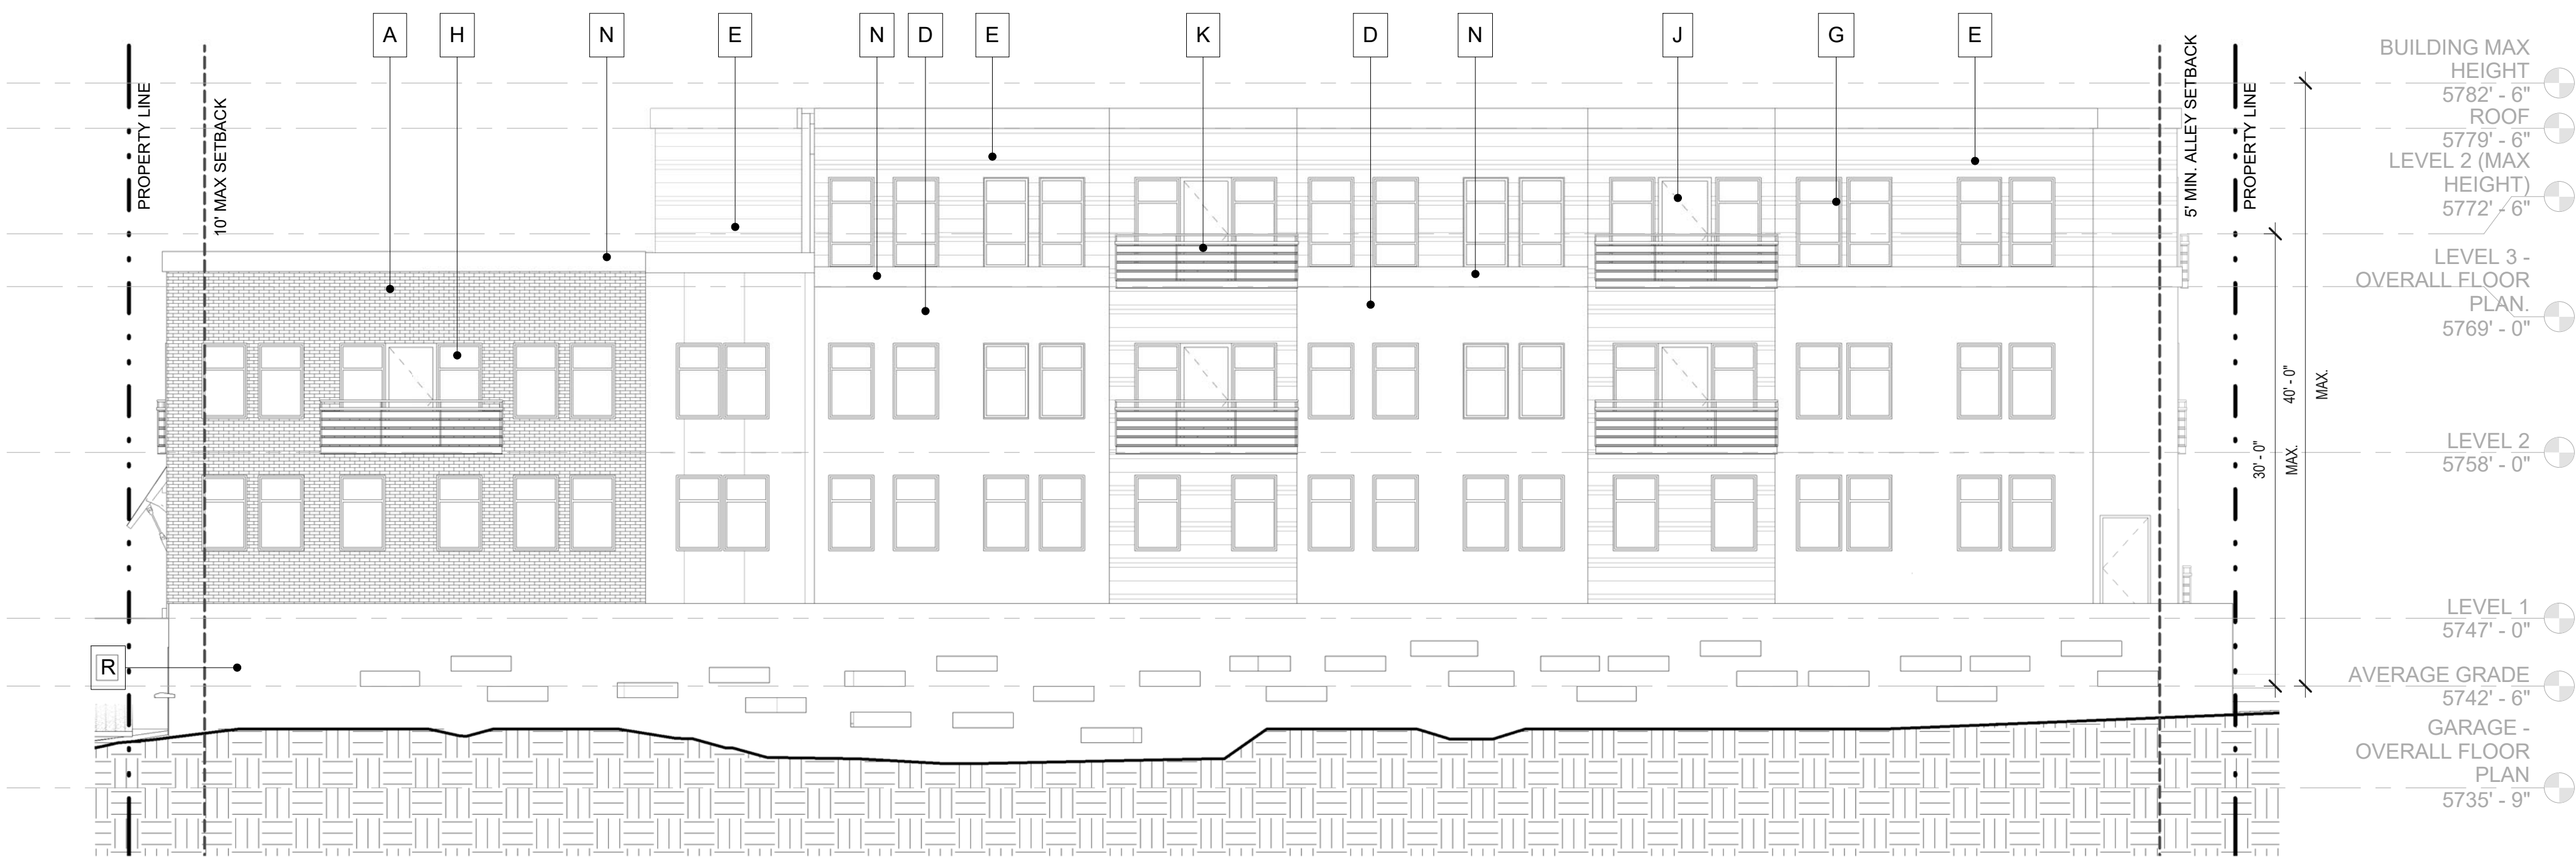 A H N E N D E K D N J G E
PROPERTY LINE
10' MAX SETBACK
5' MIN. ALLEY SETBACK
PROPERTY LINE
BUILDING MAX
HEIGHT
5782' - 6"
ROOF
5779' - 6"
LEVEL 2 (MAX
HEIGHT)
5772' - 6"
LEVEL 3 -
OVERALL FLOOR
PLAN.
5769' - 0"
40' - 0"
MAX.
30' - 0"
MAX.
LEVEL 2
5758' - 0"
LEVEL 1
5747' - 0"
R
AVERAGE GRADE
5742' - 6"
GARAGE -
OVERALL FLOOR
PLAN
5735' - 9"